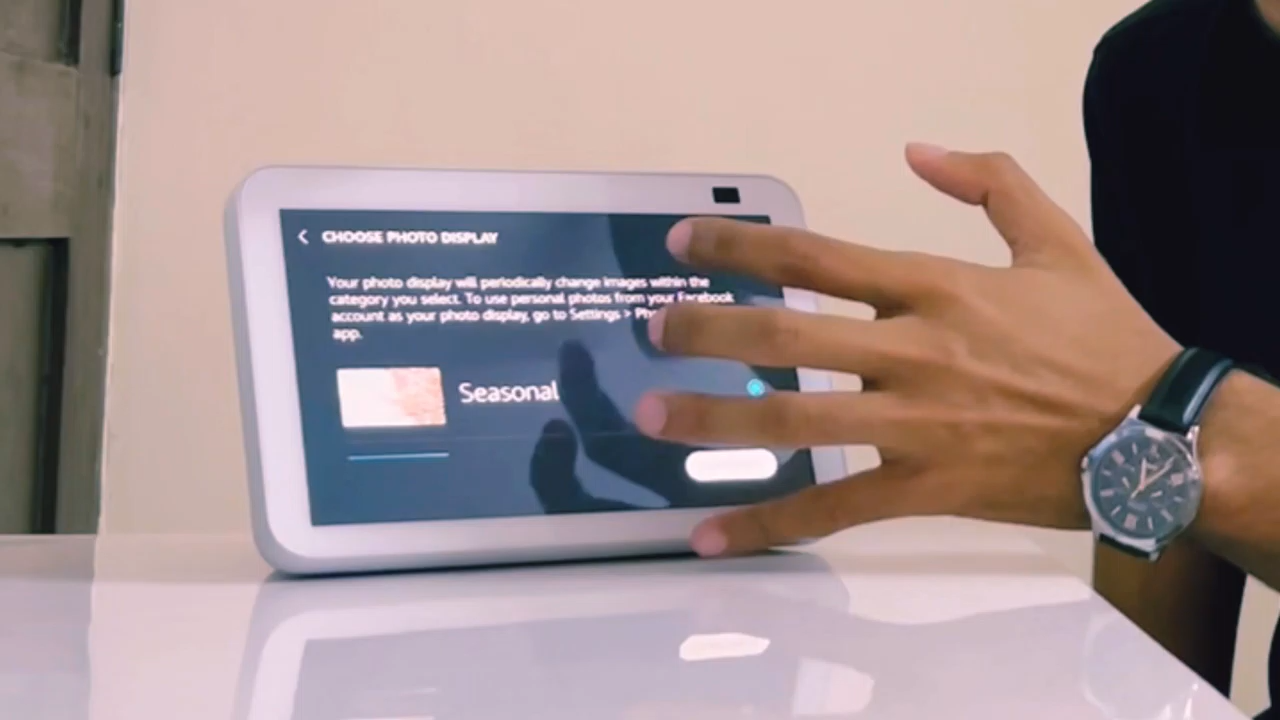 CHOOSE PHOTO DISPLAY
Your photo display will periodically change images within the
category you select. To use personal photos from your Facebook
account as your photo display, go to Settings >
app.
Seasonal